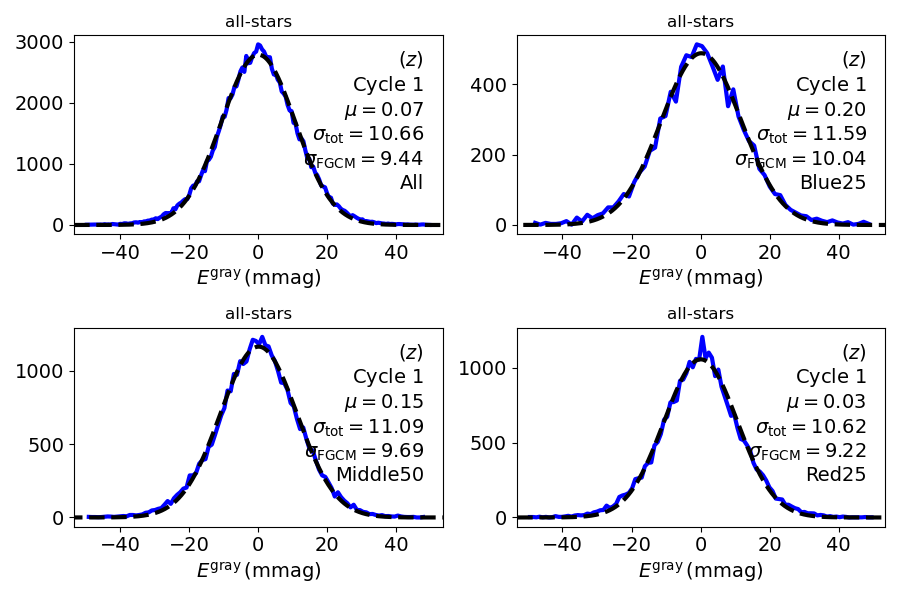 all-stars
3000
2000
1000
0
−40 −20 0 20 40
E^gray (mmag)
(z)
Cycle 1
μ = 0.07
σ_tot = 10.66
σ_FGCM = 9.44
All
all-stars
400
200
0
−40 −20 0 20 40
E^gray (mmag)
(z)
Cycle 1
μ = 0.20
σ_tot = 11.59
σ_FGCM = 10.04
Blue25
all-stars
1000
500
0
−40 −20 0 20 40
E^gray (mmag)
(z)
Cycle 1
μ = 0.15
σ_tot = 11.09
σ_FGCM = 9.69
Middle50
all-stars
1000
500
0
−40 −20 0 20 40
E^gray (mmag)
(z)
Cycle 1
μ = 0.03
σ_tot = 10.62
σ_FGCM = 9.22
Red25